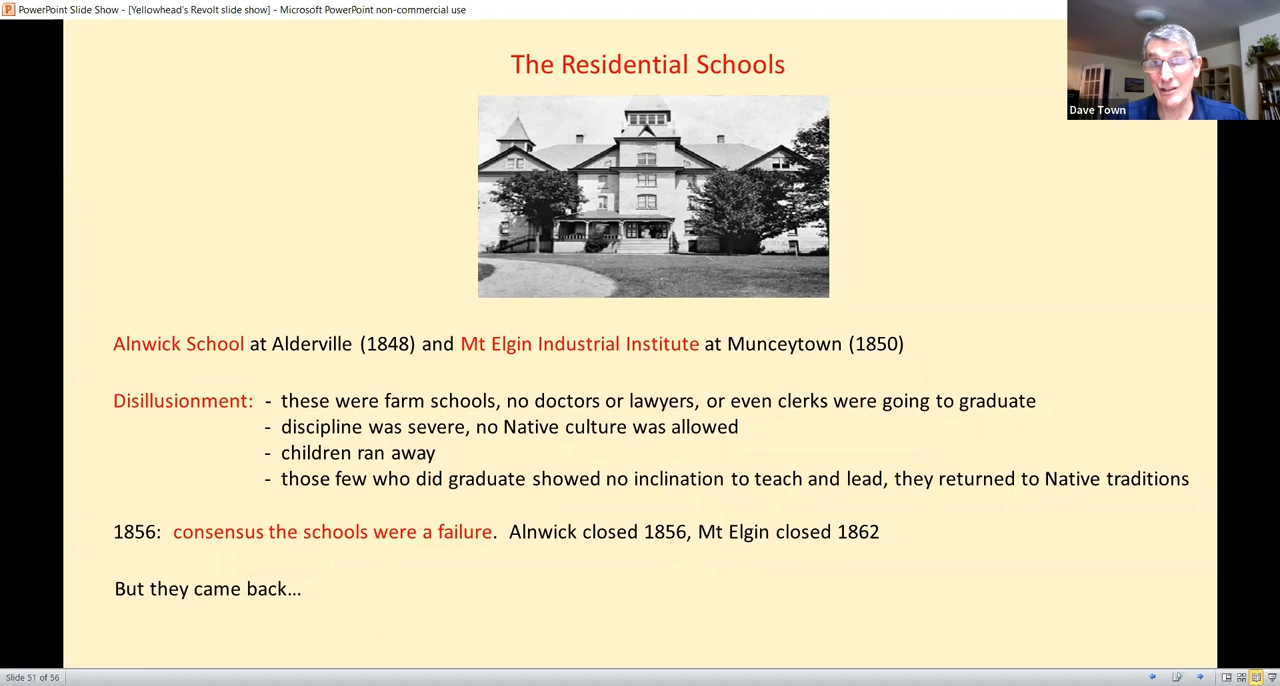 PowerPoint Slide Show - [Yellowhead's Revolt slide show] - Microsoft PowerPoint non-commercial use
Dave Town
The Residential Schools
Alnwick School at Alderville (1848) and Mt Elgin Industrial Institute at Munceytown (1850)
Disillusionment: - these were farm schools, no doctors or lawyers, or even clerks were going to graduate
- discipline was severe, no Native culture was allowed
- children ran away
- those few who did graduate showed no inclination to teach and lead, they returned to Native traditions
1856: consensus the schools were a failure. Alnwick closed 1856, Mt Elgin closed 1862
But they came back...
Slide 51 of 56